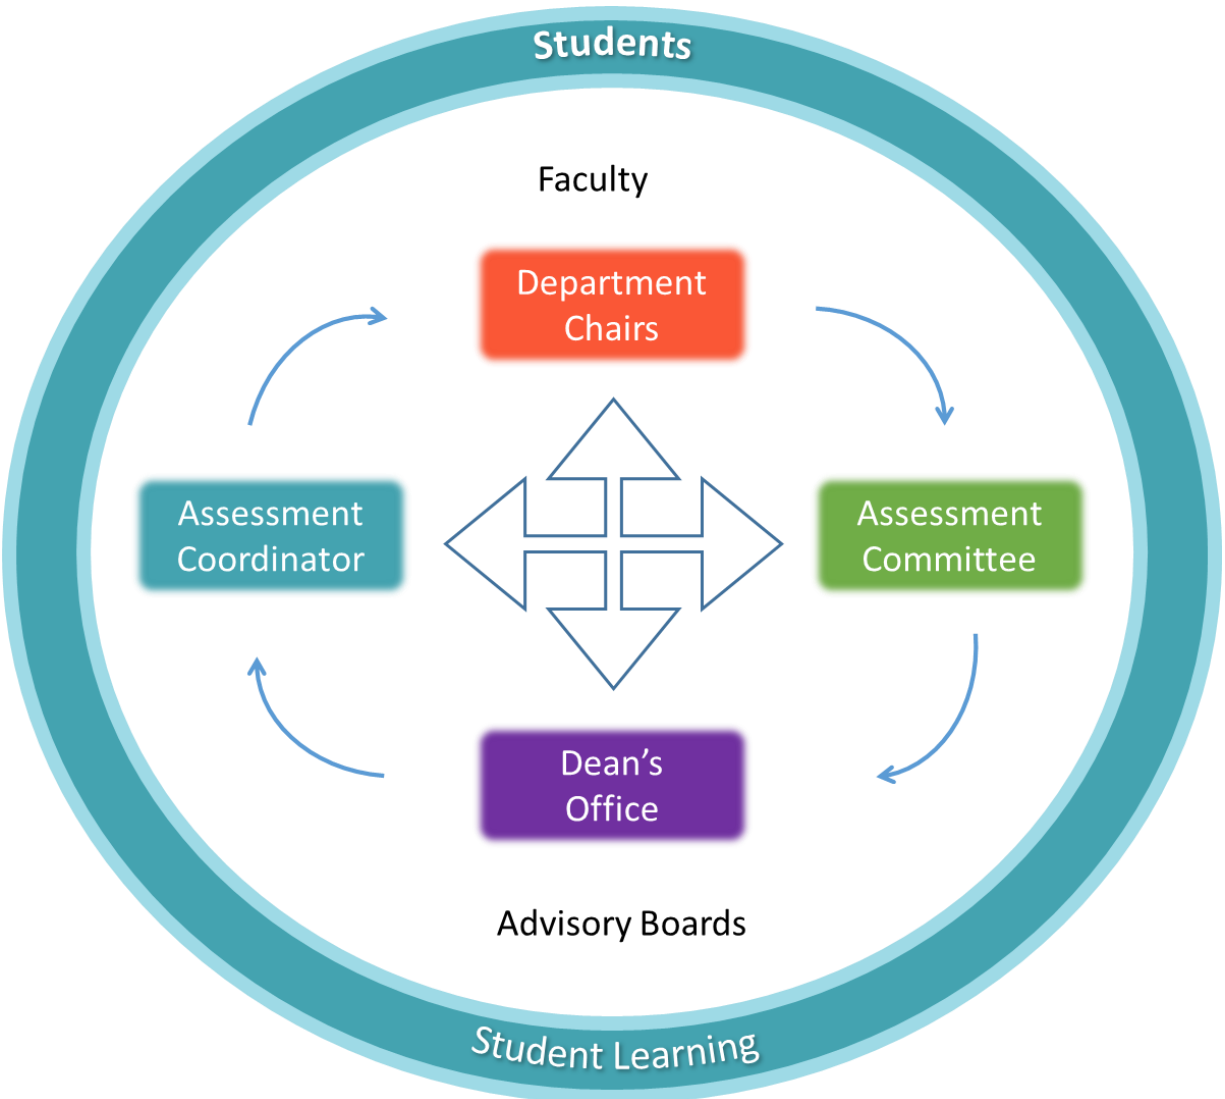 Students
Faculty
Department
Chairs
Assessment
Coordinator
Assessment
Committee
Dean’s
Office
Advisory Boards
Student Learning